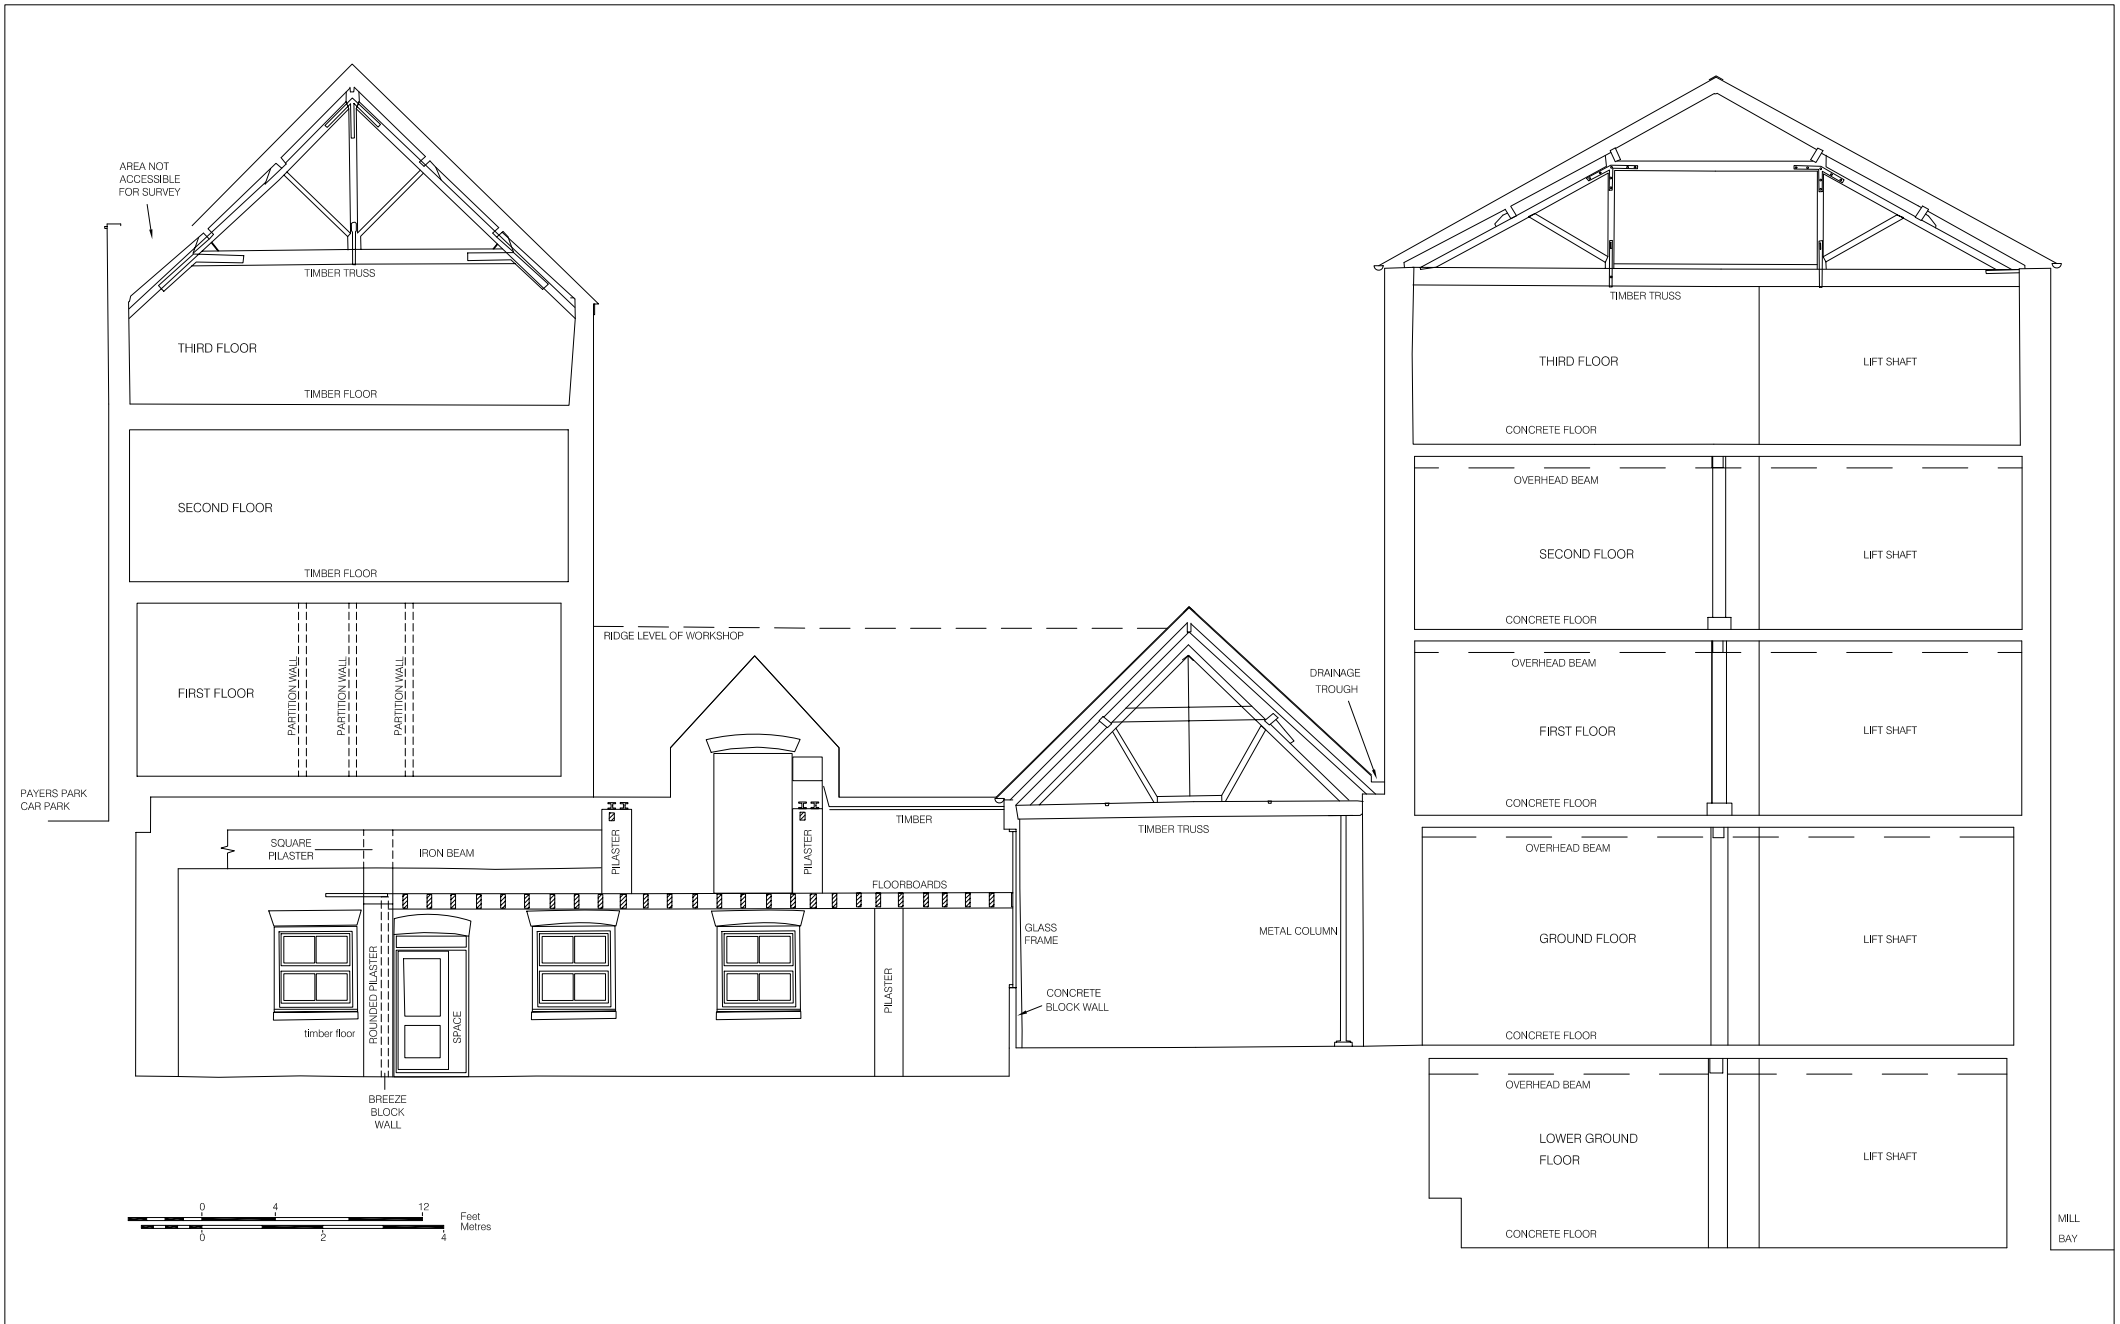 AREA NOT
ACCESSIBLE
FOR SURVEY
TIMBER TRUSS
THIRD FLOOR
TIMBER FLOOR
SECOND FLOOR
TIMBER FLOOR
FIRST FLOOR
PARTITION WALL
PARTITION WALL
PARTITION WALL
PAYERS PARK
CAR PARK
RIDGE LEVEL OF WORKSHOP
SQUARE
PILASTER
IRON BEAM
PILASTER
PILASTER
TIMBER
FLOORBOARDS
ROUNDED PILASTER
SPACE
PILASTER
timber floor
BREEZE
BLOCK
WALL
TIMBER TRUSS
GLASS
FRAME
METAL COLUMN
CONCRETE
BLOCK WALL
DRAINAGE
TROUGH
TIMBER TRUSS
THIRD FLOOR
LIFT SHAFT
CONCRETE FLOOR
OVERHEAD BEAM
SECOND FLOOR
LIFT SHAFT
CONCRETE FLOOR
OVERHEAD BEAM
FIRST FLOOR
LIFT SHAFT
CONCRETE FLOOR
OVERHEAD BEAM
GROUND FLOOR
LIFT SHAFT
CONCRETE FLOOR
OVERHEAD BEAM
LOWER GROUND
FLOOR
LIFT SHAFT
CONCRETE FLOOR
MILL
BAY
0 4 12
Feet
Metres
0 2 4